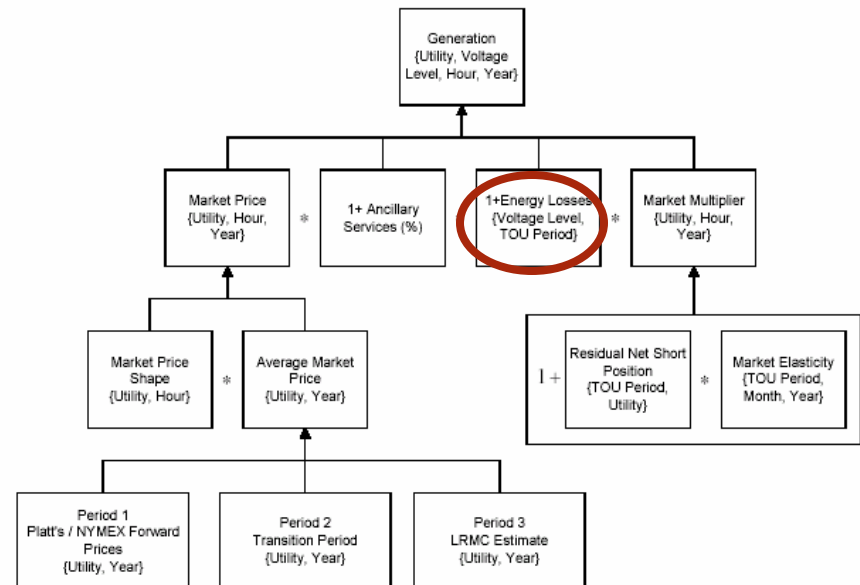 Generation
{Utility, Voltage
Level, Hour, Year}
Market Price
{Utility, Hour,
Year}
*
1+ Ancillary
Services (%)
1+Energy Losses
{Voltage Level,
TOU Period}
*
Market Multiplier
{Utility, Hour,
Year}
Market Price
Shape
{Utility, Hour}
*
Average Market
Price
{Utility, Year}
1 +
Residual Net Short
Position
{TOU Period,
Utility}
*
Market Elasticity
{TOU Period,
Month, Year}
Period 1
Platt's / NYMEX Forward
Prices
{Utility, Year}
Period 2
Transition Period
{Utility, Year}
Period 3
LRMC Estimate
{Utility, Year}